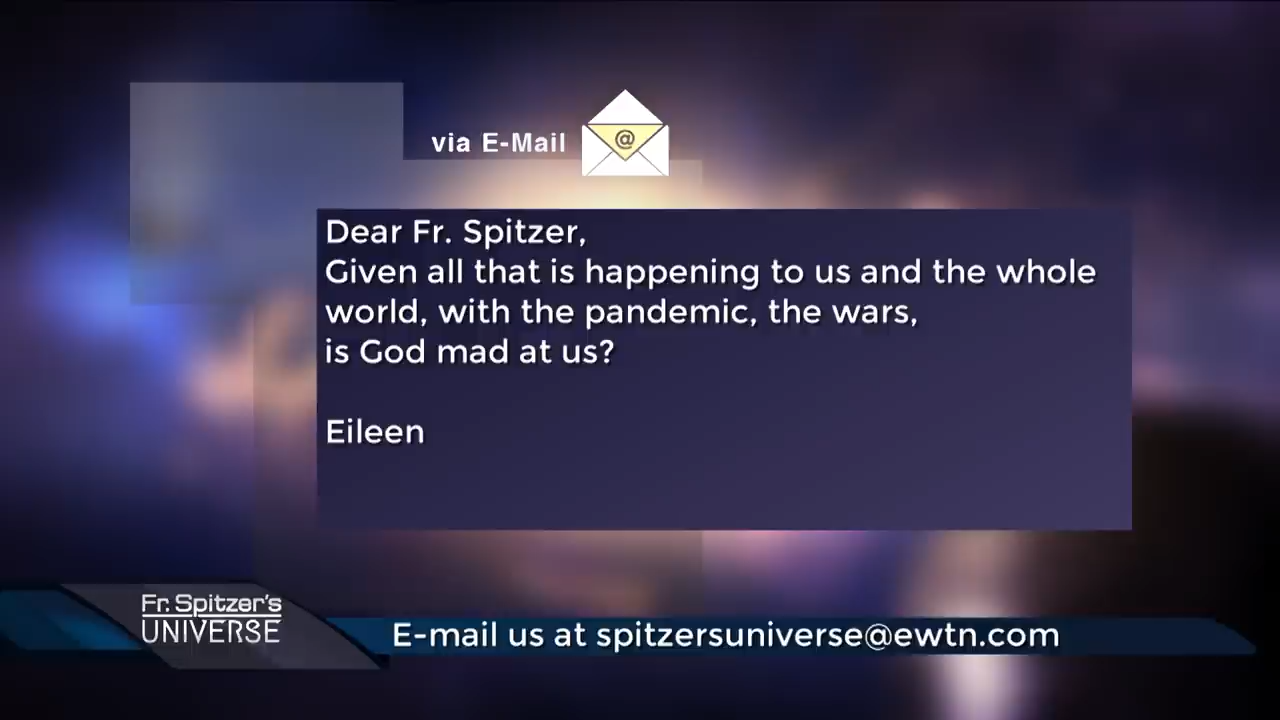 via E-Mail
@
Dear Fr. Spitzer,
Given all that is happening to us and the whole
world, with the pandemic, the wars,
is God mad at us?
Eileen
Fr. Spitzer's
UNIVERSE
E-mail us at spitzersuniverse@ewtn.com